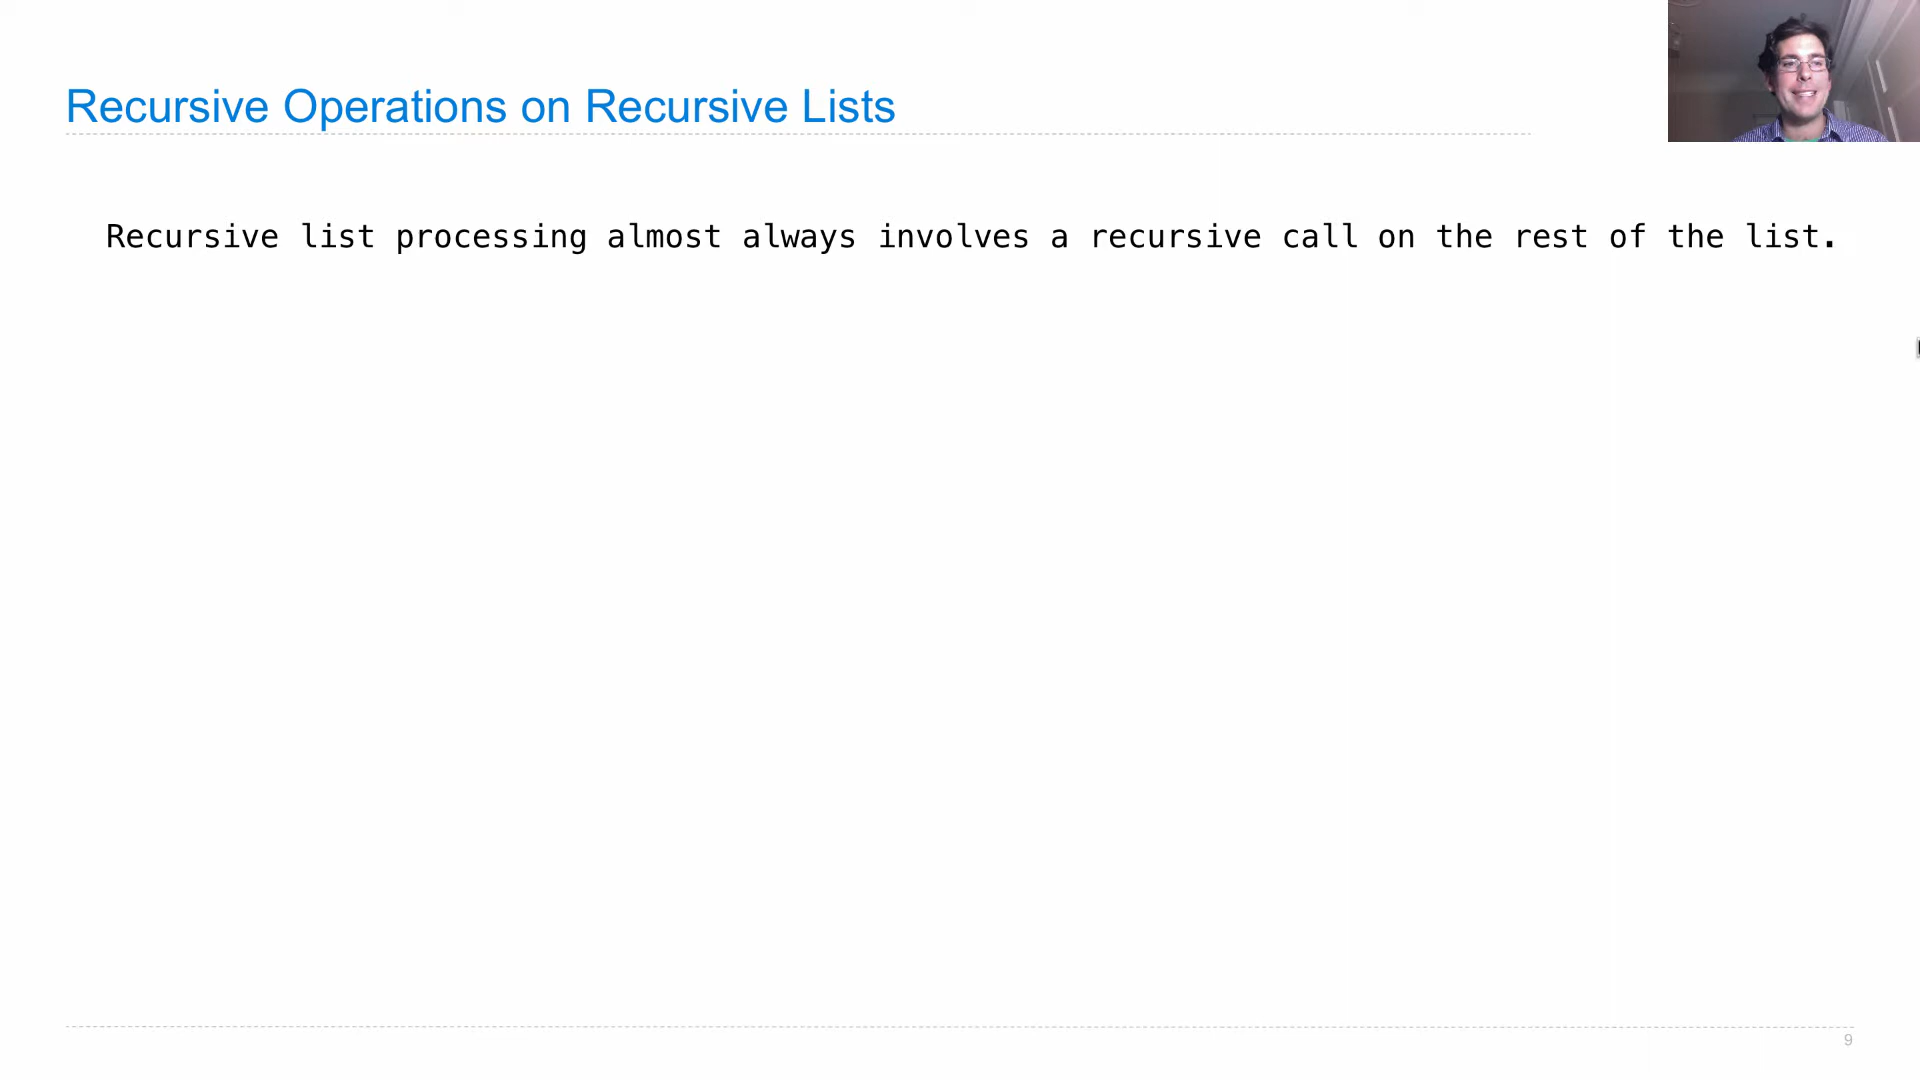 Recursive Operations on Recursive Lists
Recursive list processing almost always involves a recursive call on the rest of the list.
9